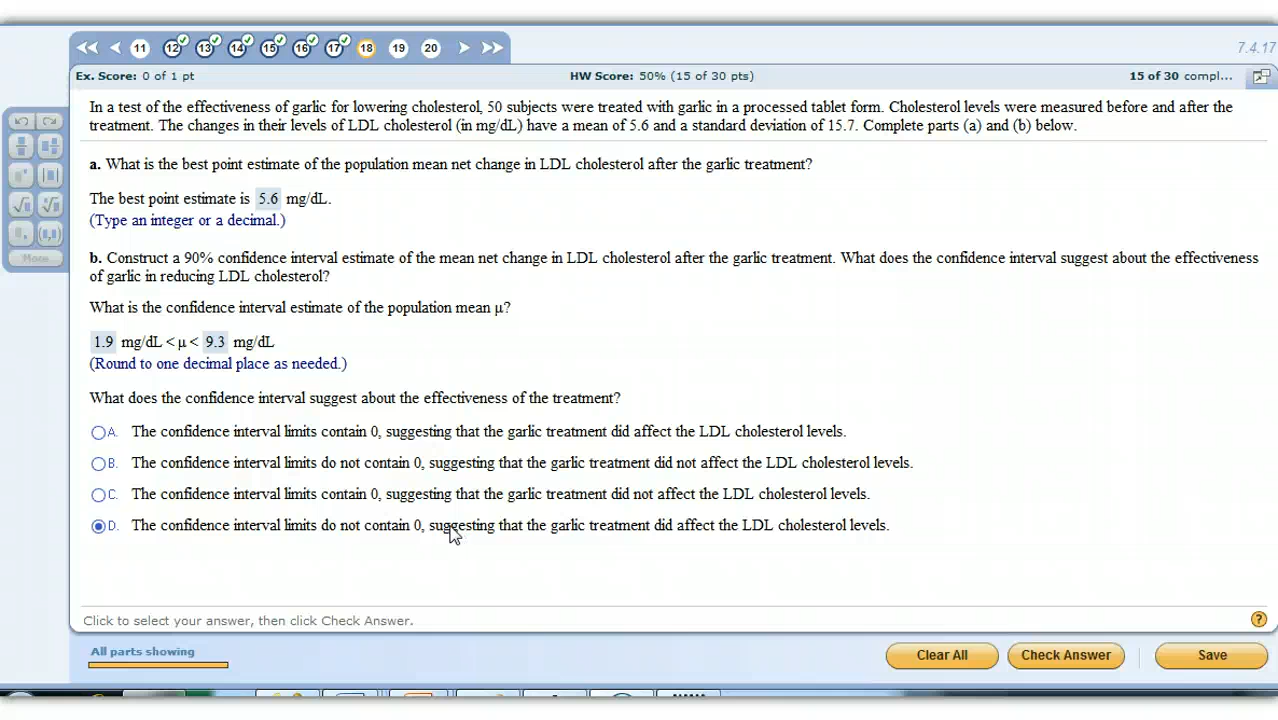 11 12 13 14 15 16 17 18 19 20
7.4.17
Ex. Score: 0 of 1 pt HW Score: 50% (15 of 30 pts) 15 of 30 compl...
In a test of the effectiveness of garlic for lowering cholesterol, 50 subjects were treated with garlic in a processed tablet form. Cholesterol levels were measured before and after the
treatment. The changes in their levels of LDL cholesterol (in mg/dL) have a mean of 5.6 and a standard deviation of 15.7. Complete parts (a) and (b) below.
a. What is the best point estimate of the population mean net change in LDL cholesterol after the garlic treatment?
The best point estimate is 5.6 mg/dL.
(Type an integer or a decimal.)
b. Construct a 90% confidence interval estimate of the mean net change in LDL cholesterol after the garlic treatment. What does the confidence interval suggest about the effectiveness
of garlic in reducing LDL cholesterol?
What is the confidence interval estimate of the population mean μ?
1.9 mg/dL < μ < 9.3 mg/dL
(Round to one decimal place as needed.)
What does the confidence interval suggest about the effectiveness of the treatment?
A. The confidence interval limits contain 0, suggesting that the garlic treatment did affect the LDL cholesterol levels.
B. The confidence interval limits do not contain 0, suggesting that the garlic treatment did not affect the LDL cholesterol levels.
C. The confidence interval limits contain 0, suggesting that the garlic treatment did not affect the LDL cholesterol levels.
D. The confidence interval limits do not contain 0, suggesting that the garlic treatment did affect the LDL cholesterol levels.
More
Click to select your answer, then click Check Answer. ?
All parts showing
Clear All Check Answer Save